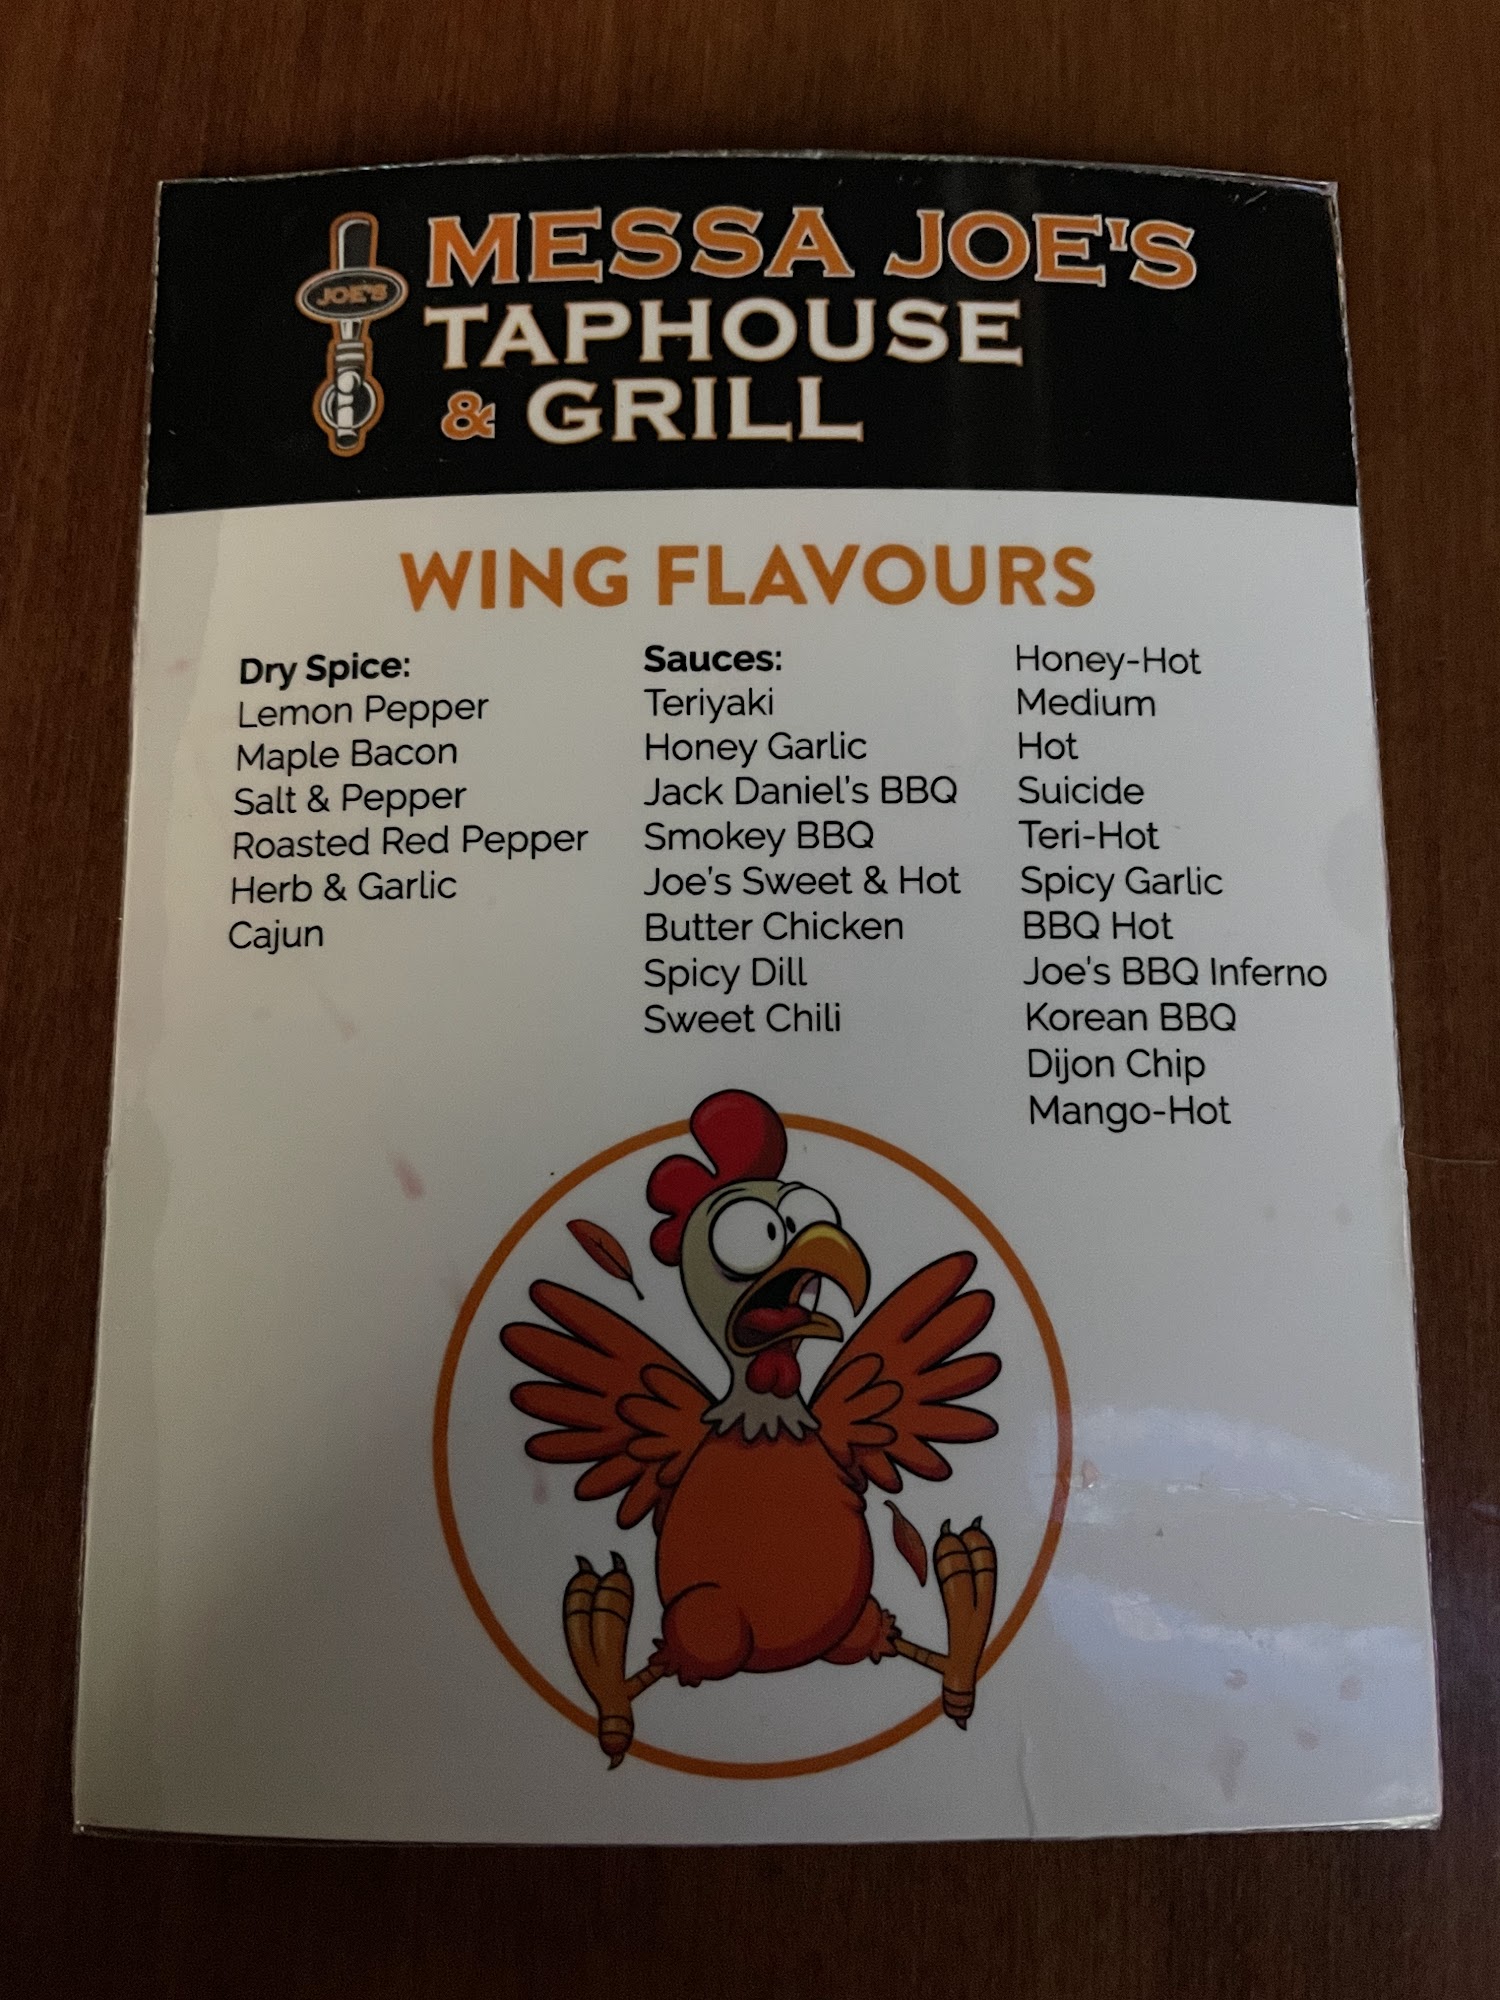 JOE'S
MESSA JOE'S
TAPHOUSE
& GRILL
WING FLAVOURS
Dry Spice:
Lemon Pepper
Maple Bacon
Salt & Pepper
Roasted Red Pepper
Herb & Garlic
Cajun
Sauces:
Teriyaki
Honey Garlic
Jack Daniel's BBQ
Smokey BBQ
Joe's Sweet & Hot
Butter Chicken
Spicy Dill
Sweet Chili
Honey-Hot
Medium
Hot
Suicide
Teri-Hot
Spicy Garlic
BBQ Hot
Joe's BBQ Inferno
Korean BBQ
Dijon Chip
Mango-Hot